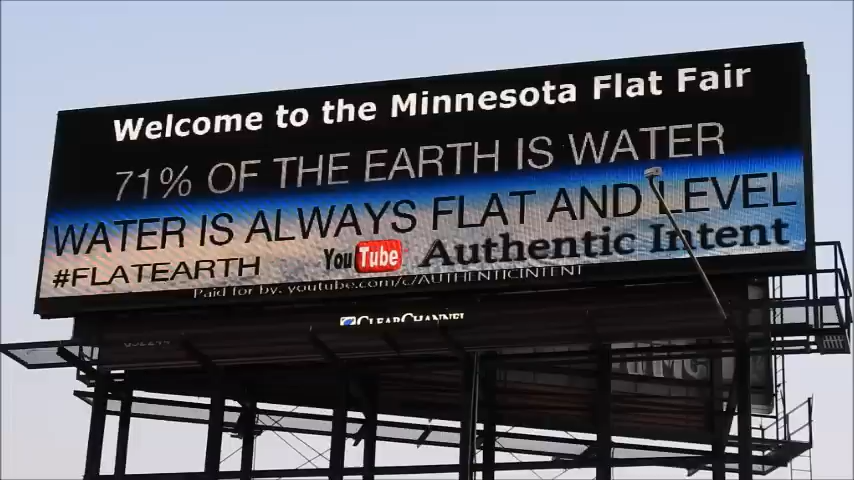 Welcome to the Minnesota Flat Fair
71% OF THE EARTH IS WATER
WATER IS ALWAYS FLAT AND LEVEL
#FLATEARTH YouTube Authentic Intent
Paid for by: youtube.com/c/AUTHENTICINTENT
CLEARCHANNEL